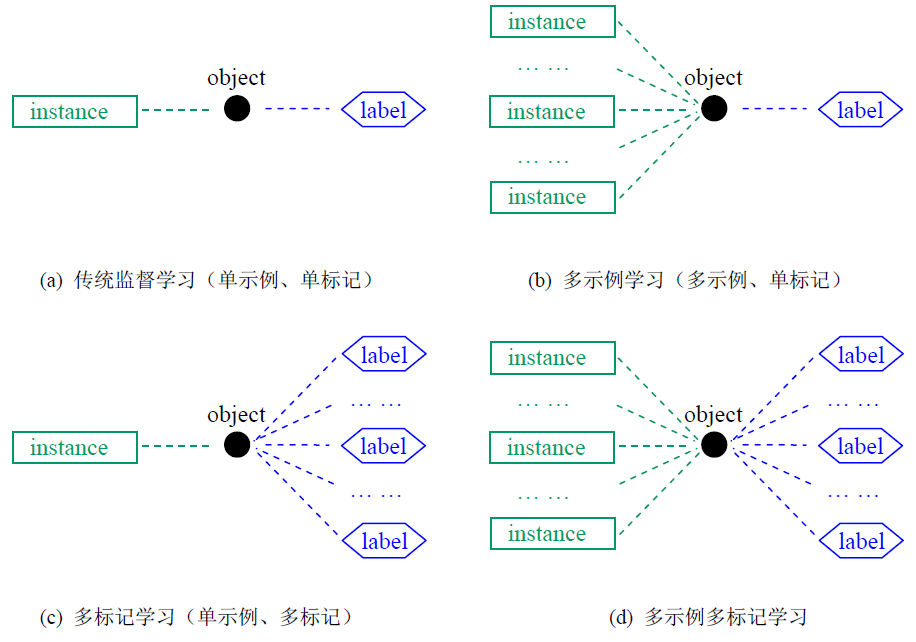 object
instance
label
(a) 传统监督学习（单示例、单标记）
instance
… …
object
instance
label
… …
instance
(b) 多示例学习（多示例、单标记）
label
… …
object
instance
label
… …
label
(c) 多标记学习（单示例、多标记）
instance
label
… …
… …
object
instance
label
… …
… …
instance
label
(d) 多示例多标记学习